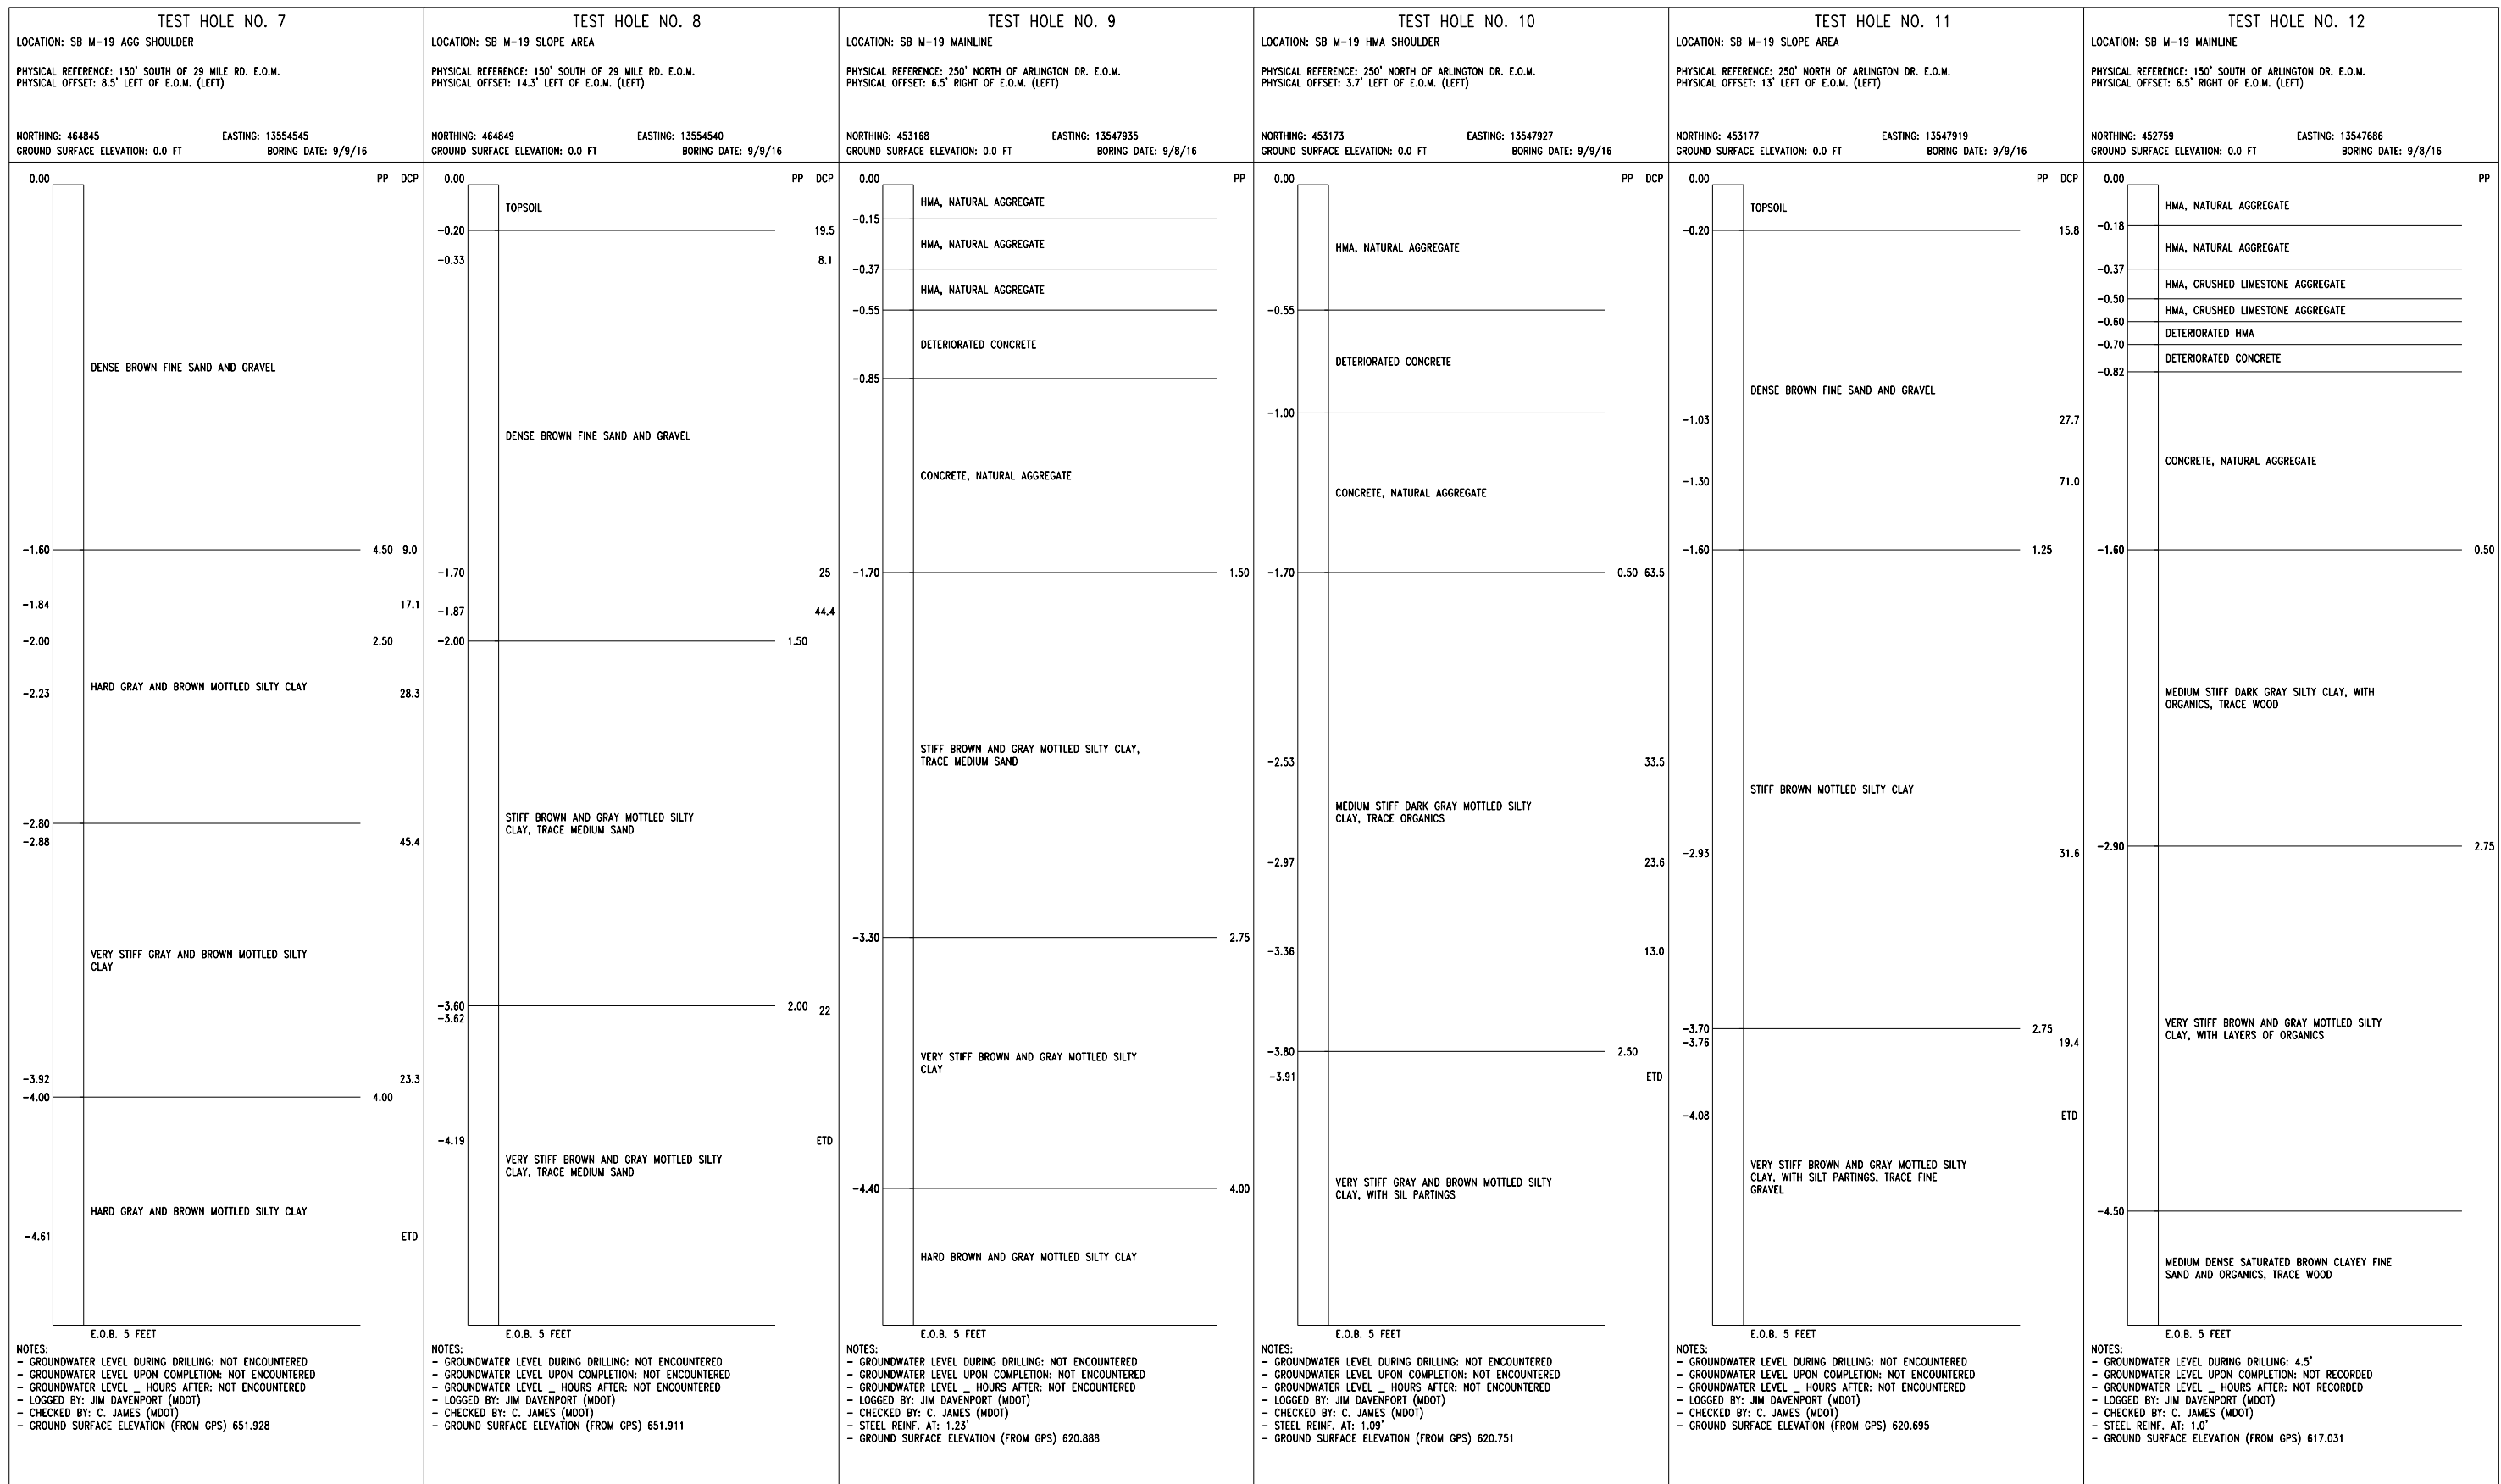 TEST HOLE NO. 7
LOCATION: SB M-19 AGG SHOULDER
PHYSICAL REFERENCE: 150' SOUTH OF 29 MILE RD. E.O.M.
PHYSICAL OFFSET: 8.5' LEFT OF E.O.M. (LEFT)
NORTHING: 464845 EASTING: 13554545
GROUND SURFACE ELEVATION: 0.0 FT BORING DATE: 9/9/16
0.00 PP DCP
DENSE BROWN FINE SAND AND GRAVEL
-1.60 4.50 9.0
-1.84 17.1
-2.00 2.50
HARD GRAY AND BROWN MOTTLED SILTY CLAY
-2.23 28.3
-2.80
-2.88 45.4
VERY STIFF GRAY AND BROWN MOTTLED SILTY
CLAY
-3.92 23.3
-4.00 4.00
HARD GRAY AND BROWN MOTTLED SILTY CLAY
-4.61 ETD
E.O.B. 5 FEET
NOTES:
- GROUNDWATER LEVEL DURING DRILLING: NOT ENCOUNTERED
- GROUNDWATER LEVEL UPON COMPLETION: NOT ENCOUNTERED
- GROUNDWATER LEVEL _ HOURS AFTER: NOT ENCOUNTERED
- LOGGED BY: JIM DAVENPORT (MDOT)
- CHECKED BY: C. JAMES (MDOT)
- GROUND SURFACE ELEVATION (FROM GPS) 651.928
TEST HOLE NO. 8
LOCATION: SB M-19 SLOPE AREA
PHYSICAL REFERENCE: 150' SOUTH OF 29 MILE RD. E.O.M.
PHYSICAL OFFSET: 14.3' LEFT OF E.O.M. (LEFT)
NORTHING: 464849 EASTING: 13554540
GROUND SURFACE ELEVATION: 0.0 FT BORING DATE: 9/9/16
0.00 PP DCP
TOPSOIL
-0.20 19.5
-0.33 8.1
DENSE BROWN FINE SAND AND GRAVEL
-1.70 25
-1.87 44.4
-2.00 1.50
STIFF BROWN AND GRAY MOTTLED SILTY
CLAY, TRACE MEDIUM SAND
-3.60 2.00 22
-3.62
-4.19 ETD
VERY STIFF BROWN AND GRAY MOTTLED SILTY
CLAY, TRACE MEDIUM SAND
E.O.B. 5 FEET
NOTES:
- GROUNDWATER LEVEL DURING DRILLING: NOT ENCOUNTERED
- GROUNDWATER LEVEL UPON COMPLETION: NOT ENCOUNTERED
- GROUNDWATER LEVEL _ HOURS AFTER: NOT ENCOUNTERED
- LOGGED BY: JIM DAVENPORT (MDOT)
- CHECKED BY: C. JAMES (MDOT)
- GROUND SURFACE ELEVATION (FROM GPS) 651.911
TEST HOLE NO. 9
LOCATION: SB M-19 MAINLINE
PHYSICAL REFERENCE: 250' NORTH OF ARLINGTON DR. E.O.M.
PHYSICAL OFFSET: 6.5' RIGHT OF E.O.M. (LEFT)
NORTHING: 453168 EASTING: 13547935
GROUND SURFACE ELEVATION: 0.0 FT BORING DATE: 9/8/16
0.00 PP
HMA, NATURAL AGGREGATE
-0.15
HMA, NATURAL AGGREGATE
-0.37
HMA, NATURAL AGGREGATE
-0.55
DETERIORATED CONCRETE
-0.85
CONCRETE, NATURAL AGGREGATE
-1.70 1.50
STIFF BROWN AND GRAY MOTTLED SILTY CLAY,
TRACE MEDIUM SAND
-3.30 2.75
VERY STIFF BROWN AND GRAY MOTTLED SILTY
CLAY
-4.40 4.00
HARD BROWN AND GRAY MOTTLED SILTY CLAY
E.O.B. 5 FEET
NOTES:
- GROUNDWATER LEVEL DURING DRILLING: NOT ENCOUNTERED
- GROUNDWATER LEVEL UPON COMPLETION: NOT ENCOUNTERED
- GROUNDWATER LEVEL _ HOURS AFTER: NOT ENCOUNTERED
- LOGGED BY: JIM DAVENPORT (MDOT)
- CHECKED BY: C. JAMES (MDOT)
- STEEL REINF. AT: 1.23'
- GROUND SURFACE ELEVATION (FROM GPS) 620.888
TEST HOLE NO. 10
LOCATION: SB M-19 HMA SHOULDER
PHYSICAL REFERENCE: 250' NORTH OF ARLINGTON DR. E.O.M.
PHYSICAL OFFSET: 3.7' LEFT OF E.O.M. (LEFT)
NORTHING: 453173 EASTING: 13547927
GROUND SURFACE ELEVATION: 0.0 FT BORING DATE: 9/9/16
0.00 PP DCP
HMA, NATURAL AGGREGATE
-0.55
DETERIORATED CONCRETE
-1.00
CONCRETE, NATURAL AGGREGATE
-1.70 0.50 63.5
-2.53 33.5
MEDIUM STIFF DARK GRAY MOTTLED SILTY
CLAY, TRACE ORGANICS
-2.97 23.6
-3.36 13.0
-3.80 2.50
-3.91 ETD
VERY STIFF GRAY AND BROWN MOTTLED SILTY
CLAY, WITH SIL PARTINGS
E.O.B. 5 FEET
NOTES:
- GROUNDWATER LEVEL DURING DRILLING: NOT ENCOUNTERED
- GROUNDWATER LEVEL UPON COMPLETION: NOT ENCOUNTERED
- GROUNDWATER LEVEL _ HOURS AFTER: NOT ENCOUNTERED
- LOGGED BY: JIM DAVENPORT (MDOT)
- CHECKED BY: C. JAMES (MDOT)
- STEEL REINF. AT: 1.09'
- GROUND SURFACE ELEVATION (FROM GPS) 620.751
TEST HOLE NO. 11
LOCATION: SB M-19 SLOPE AREA
PHYSICAL REFERENCE: 250' NORTH OF ARLINGTON DR. E.O.M.
PHYSICAL OFFSET: 13' LEFT OF E.O.M. (LEFT)
NORTHING: 453177 EASTING: 13547919
GROUND SURFACE ELEVATION: 0.0 FT BORING DATE: 9/9/16
0.00 PP DCP
TOPSOIL
-0.20 15.8
DENSE BROWN FINE SAND AND GRAVEL
-1.03 27.7
-1.30 71.0
-1.60 1.25
STIFF BROWN MOTTLED SILTY CLAY
-2.93 31.6
-3.70 2.75
-3.76 19.4
-4.08 ETD
VERY STIFF BROWN AND GRAY MOTTLED SILTY
CLAY, WITH SILT PARTINGS, TRACE FINE
GRAVEL
E.O.B. 5 FEET
NOTES:
- GROUNDWATER LEVEL DURING DRILLING: NOT ENCOUNTERED
- GROUNDWATER LEVEL UPON COMPLETION: NOT ENCOUNTERED
- GROUNDWATER LEVEL _ HOURS AFTER: NOT ENCOUNTERED
- LOGGED BY: JIM DAVENPORT (MDOT)
- CHECKED BY: C. JAMES (MDOT)
- GROUND SURFACE ELEVATION (FROM GPS) 620.695
TEST HOLE NO. 12
LOCATION: SB M-19 MAINLINE
PHYSICAL REFERENCE: 150' SOUTH OF ARLINGTON DR. E.O.M.
PHYSICAL OFFSET: 6.5' RIGHT OF E.O.M. (LEFT)
NORTHING: 452759 EASTING: 13547686
GROUND SURFACE ELEVATION: 0.0 FT BORING DATE: 9/8/16
0.00 PP
HMA, NATURAL AGGREGATE
-0.18
HMA, NATURAL AGGREGATE
-0.37
HMA, CRUSHED LIMESTONE AGGREGATE
-0.50
HMA, CRUSHED LIMESTONE AGGREGATE
-0.60
DETERIORATED HMA
-0.70
DETERIORATED CONCRETE
-0.82
CONCRETE, NATURAL AGGREGATE
-1.60 0.50
MEDIUM STIFF DARK GRAY SILTY CLAY, WITH
ORGANICS, TRACE WOOD
-2.90 2.75
VERY STIFF BROWN AND GRAY MOTTLED SILTY
CLAY, WITH LAYERS OF ORGANICS
-4.50
MEDIUM DENSE SATURATED BROWN CLAYEY FINE
SAND AND ORGANICS, TRACE WOOD
E.O.B. 5 FEET
NOTES:
- GROUNDWATER LEVEL DURING DRILLING: 4.5'
- GROUNDWATER LEVEL UPON COMPLETION: NOT RECORDED
- GROUNDWATER LEVEL _ HOURS AFTER: NOT RECORDED
- LOGGED BY: JIM DAVENPORT (MDOT)
- CHECKED BY: C. JAMES (MDOT)
- STEEL REINF. AT: 1.0'
- GROUND SURFACE ELEVATION (FROM GPS) 617.031